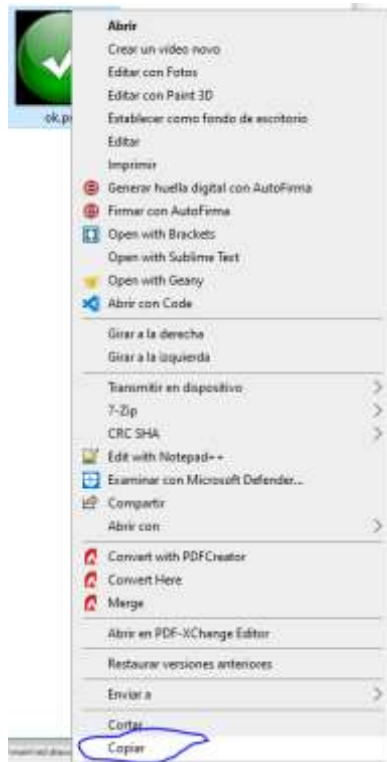 Abrir
Crear un vídeo novo
Editar con Fotos
Editar con Paint 3D
ok.p
Establecer como fondo de escritorio
Editar
Imprimir
Generar huella digital con AutoFirma
Firmar con AutoFirma
Open with Brackets
Open with Sublime Text
Open with Geany
Abrir con Code
Girar a la derecha
Girar a la izquierda
Transmitir en dispositivo
7-Zip
CRC SHA
Edit with Notepad++
Examinar con Microsoft Defender...
Compartir
Abrir con
Convert with PDFCreator
Convert Here
Merge
Abrir en PDF-XChange Editor
Restaurar versiones anteriores
Enviar a
Cortar
Copiar